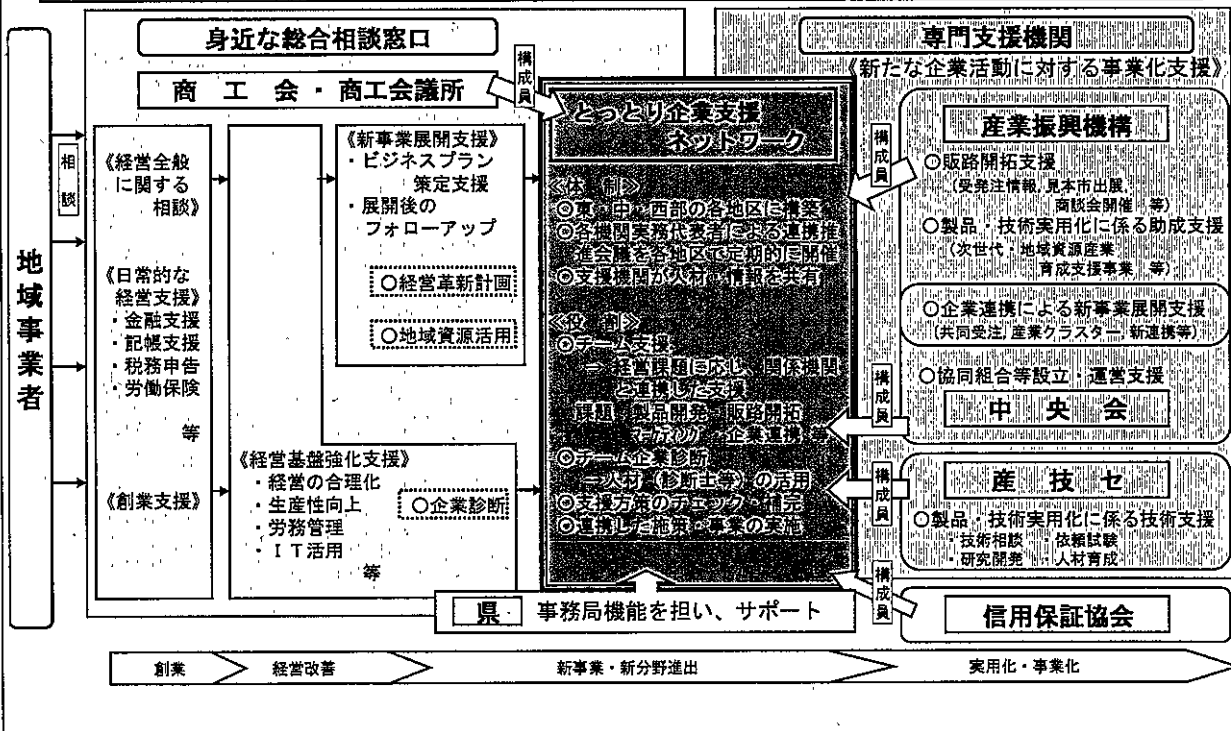 身近な総合相談窓口
商工会・商工会議所
構成員
地域事業者
相談
《経営全般
に関する
相談》
《日常的な
経営支援》
・金融支援
・記帳支援
・税務申告
・労働保険
等
《創業支援》
《新事業展開支援》
・ビジネスプラン
策定支援
・展開後の
フォローアップ
○経営革新計画
○地域資源活用
《経営基盤強化支援》
・経営の合理化
・生産性向上
・労務管理
・ＩＴ活用
等
○企業診断
とっとり企業支援
ネットワーク
＜体 制＞
◎東・中・西部の各地区に構築
◎各機関実務代表者による連携推
進会議を各地区で定期的に開催
◎支援機関が人材・情報を共有
＜役 割＞
◎チーム支援
→ 経営課題に応じ、関係機関
と連携した支援
課題 製品開発 販路開拓
マーケティング 企業連携 等
◎チーム企業診断
→人材(診断士等)の活用
◎支援方策のチェック・補完
◎連携した施策・事業の実施
県 事務局機能を担い、サポート
専門支援機関
《新たな企業活動に対する事業化支援》
構成員
産業振興機構
○販路開拓支援
(受発注情報,見本市出展,
商談会開催 等)
○製品・技術実用化に係る助成支援
(次世代・地域資源産業
育成支援事業 等)
○企業連携による新事業展開支援
(共同受注,産業クラスター,新連携等)
構成員
○協同組合等設立・運営支援
中央会
構成員
産技セ
○製品・技術実用化に係る技術支援
・技術相談 ・依頼試験
・研究開発 ・人材育成
構成員
信用保証協会
創業
経営改善
新事業・新分野進出
実用化・事業化